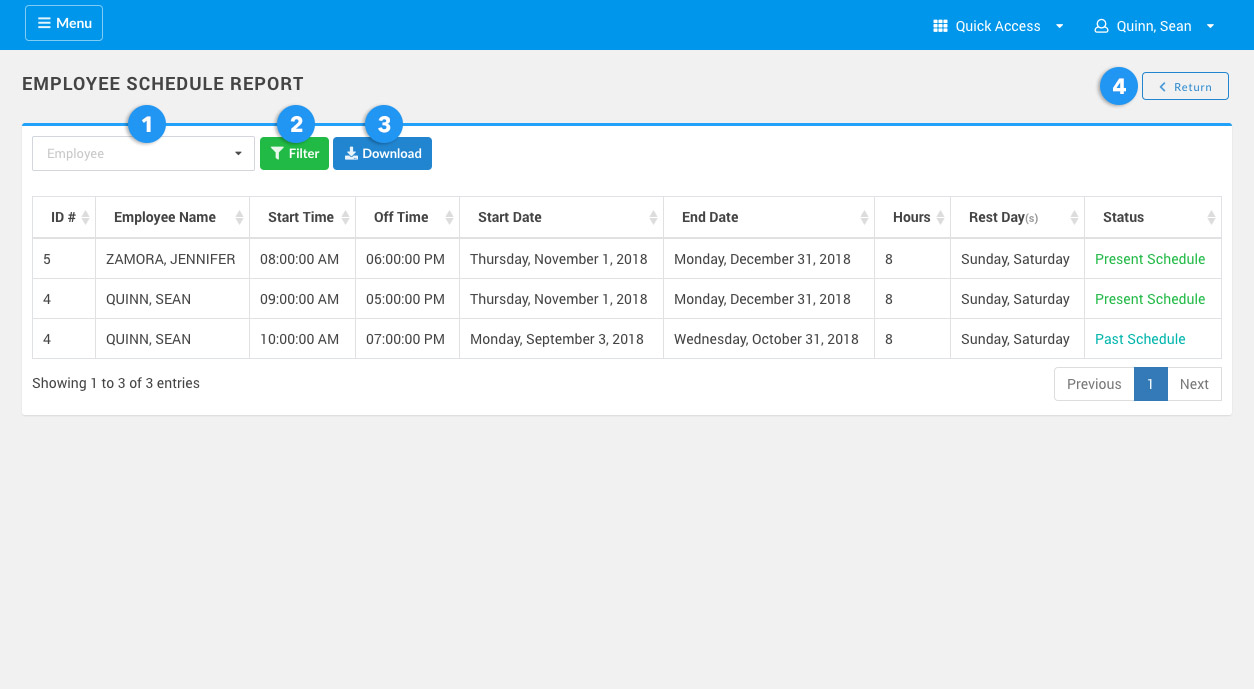 Menu
Quick Access
Quinn, Sean
EMPLOYEE SCHEDULE REPORT
4
Return
1
2
3
Employee
Filter
Download
ID # Employee Name Start Time Off Time Start Date End Date Hours Rest Day(s) Status
5 ZAMORA, JENNIFER 08:00:00 AM 06:00:00 PM Thursday, November 1, 2018 Monday, December 31, 2018 8 Sunday, Saturday Present Schedule
4 QUINN, SEAN 09:00:00 AM 05:00:00 PM Thursday, November 1, 2018 Monday, December 31, 2018 8 Sunday, Saturday Present Schedule
4 QUINN, SEAN 10:00:00 AM 07:00:00 PM Monday, September 3, 2018 Wednesday, October 31, 2018 8 Sunday, Saturday Past Schedule
Showing 1 to 3 of 3 entries
Previous 1 Next